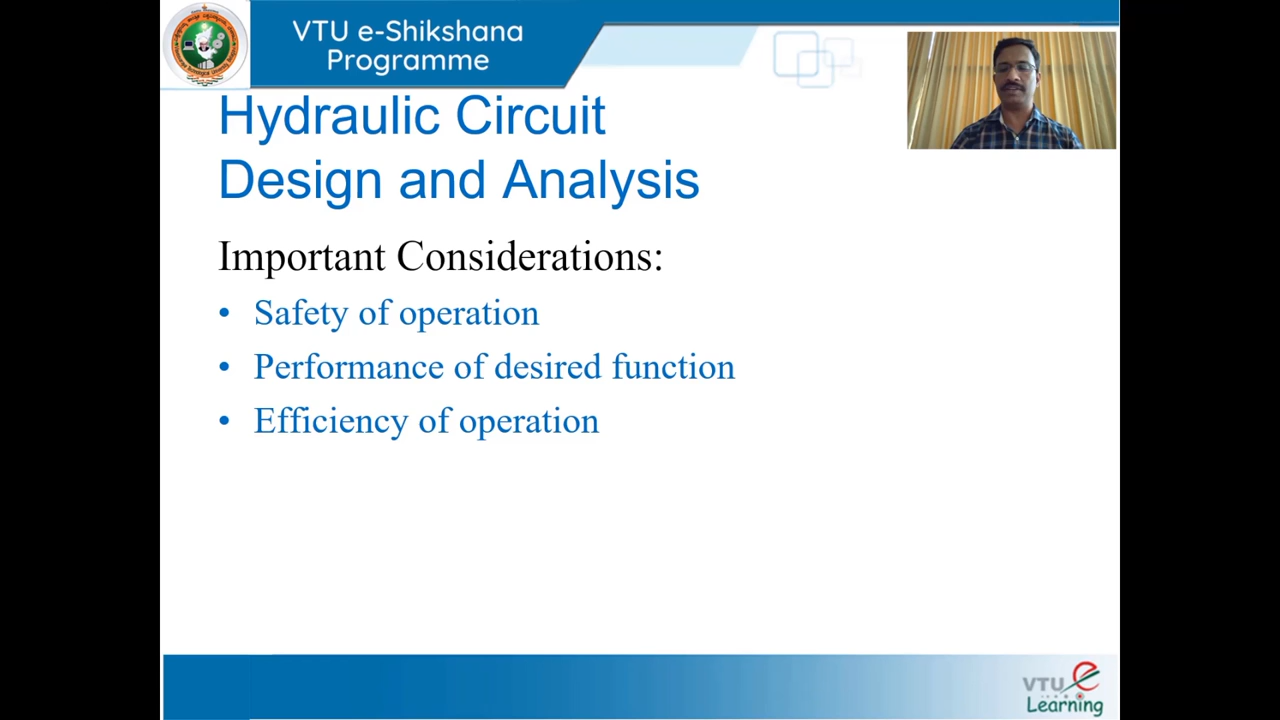 VTU e-Shikshana
Programme
Hydraulic Circuit
Design and Analysis
Important Considerations:
• Safety of operation
• Performance of desired function
• Efficiency of operation
VTU e
Learning